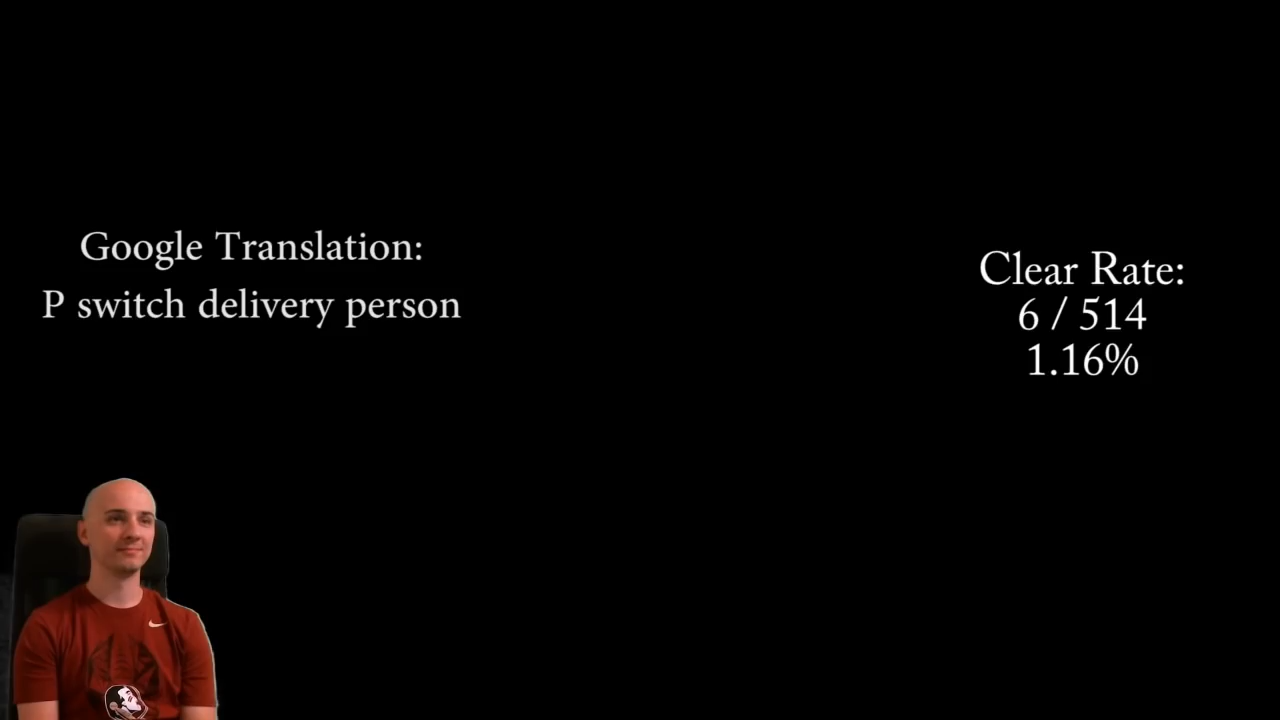 Google Translation:
P switch delivery person
Clear Rate:
6 / 514
1.16%